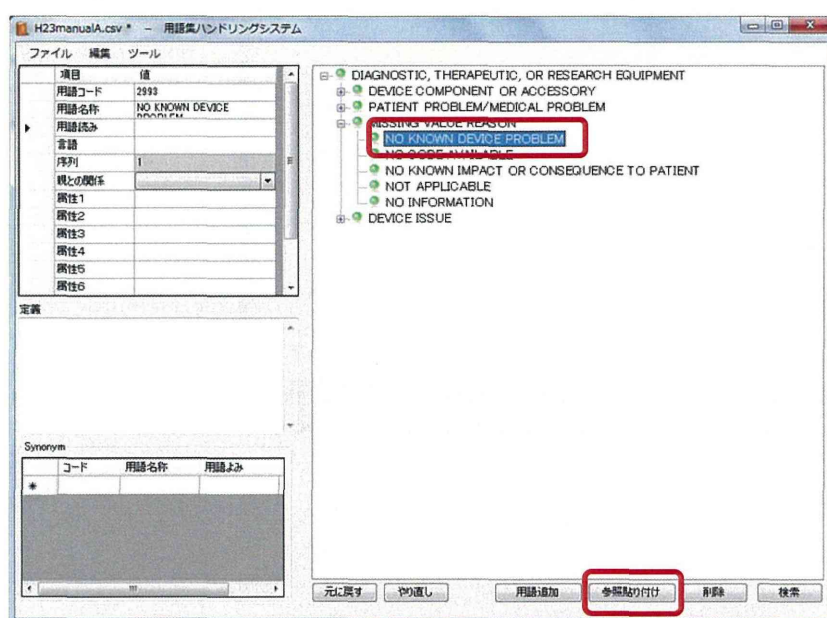 H23manualA.csv * - 用語集ハンドリングシステム
ファイル 編集 ツール
項目 値
用語コード 2993
用語名称 NO KNOWN DEVICE PROBLEM
用語読み
言語
序列 1
親との関係
属性1
属性2
属性3
属性4
属性5
属性6
定義
Synonym
コード 用語名称 用語よみ
*
DIAGNOSTIC, THERAPEUTIC, OR RESEARCH EQUIPMENT
DEVICE COMPONENT OR ACCESSORY
PATIENT PROBLEM/MEDICAL PROBLEM
MISSING VALUE REASON
NO KNOWN DEVICE PROBLEM
NO CODE AVAILABLE
NO KNOWN IMPACT OR CONSEQUENCE TO PATIENT
NOT APPLICABLE
NO INFORMATION
DEVICE ISSUE
元に戻す やり直し 用語追加 参照貼り付け 削除 検索